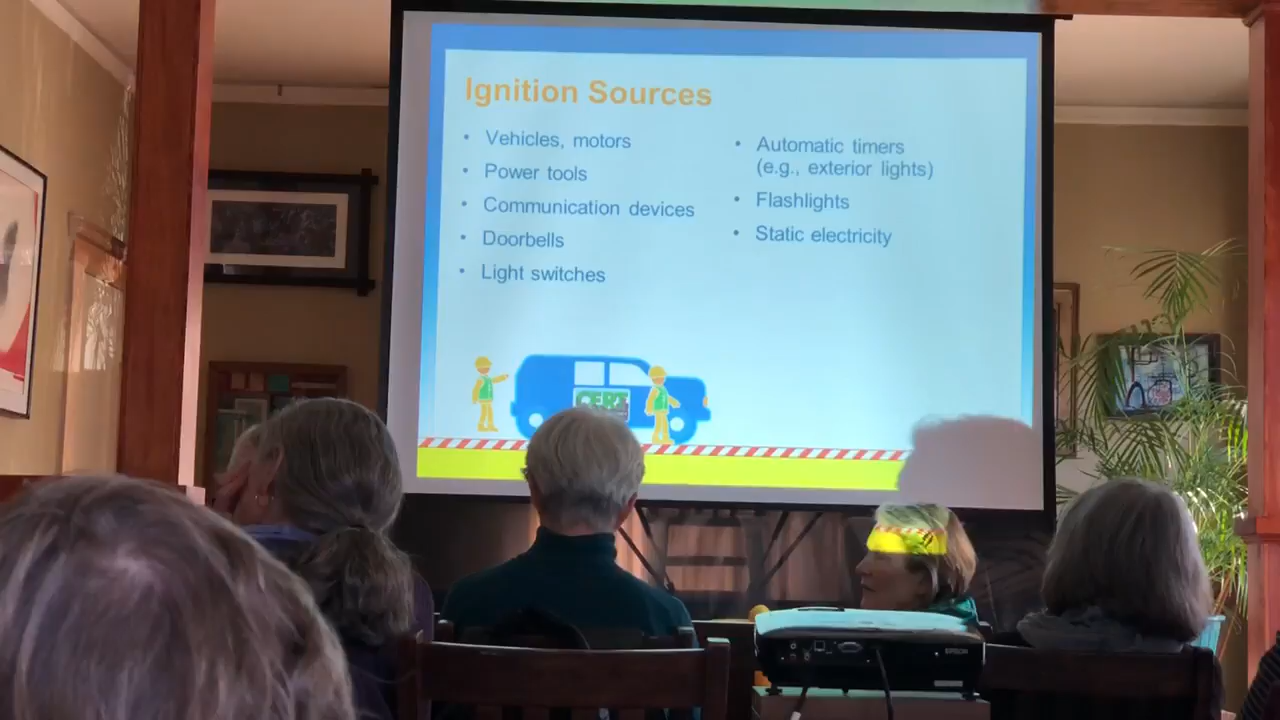 Ignition Sources
• Vehicles, motors
• Power tools
• Communication devices
• Doorbells
• Light switches
• Automatic timers
(e.g., exterior lights)
• Flashlights
• Static electricity
CERT
EPSON